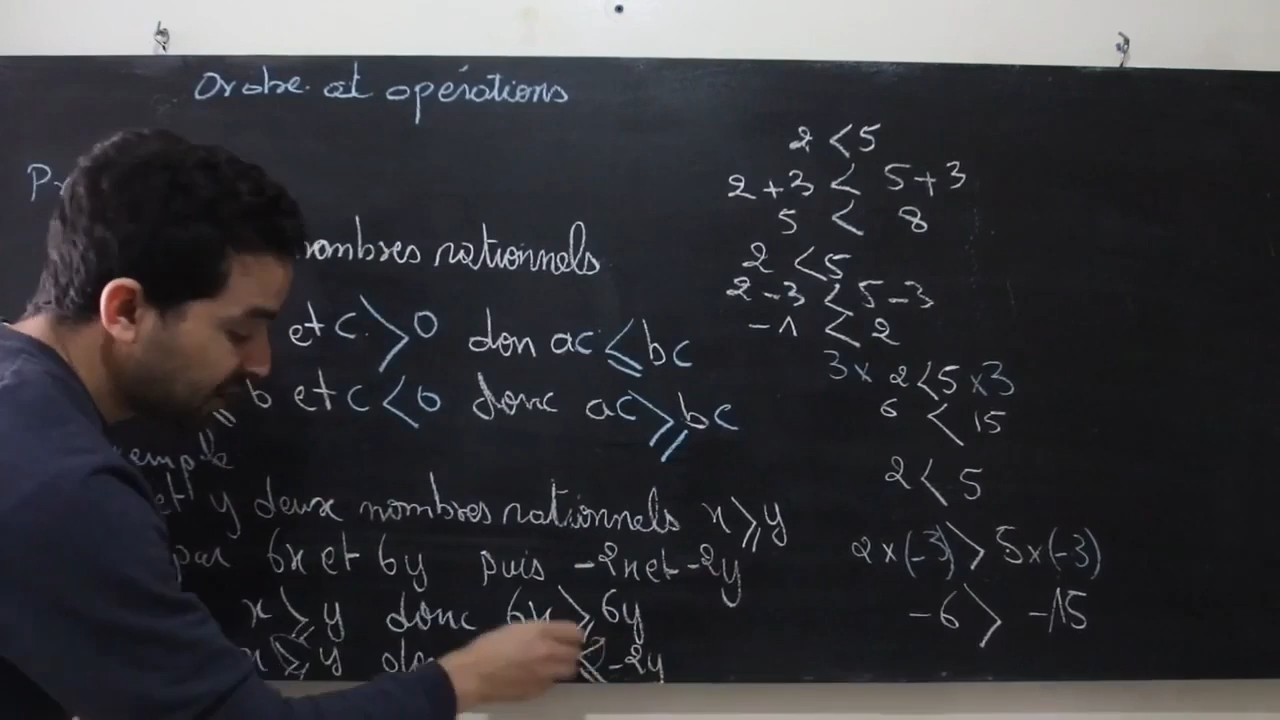 Ordre et opérations
Pr
nombres rationnels
et c > 0 don ac ⩽ bc
b et c < 0 donc ac ⩾ bc
emple
et y deux nombres rationnels x ⩾ y
par 6x et 6y puis -2x et -2y
x ⩾ y donc 6x ⩾ 6y
x ⩾ y do ⩽ -2y
2 < 5
2 + 3 < 5 + 3
5 < 8
2 < 5
2 - 3 < 5 - 3
-1 < 2
3 x 2 < 5 x 3
6 < 15
2 < 5
2 x (-3) > 5 x (-3)
-6 > -15